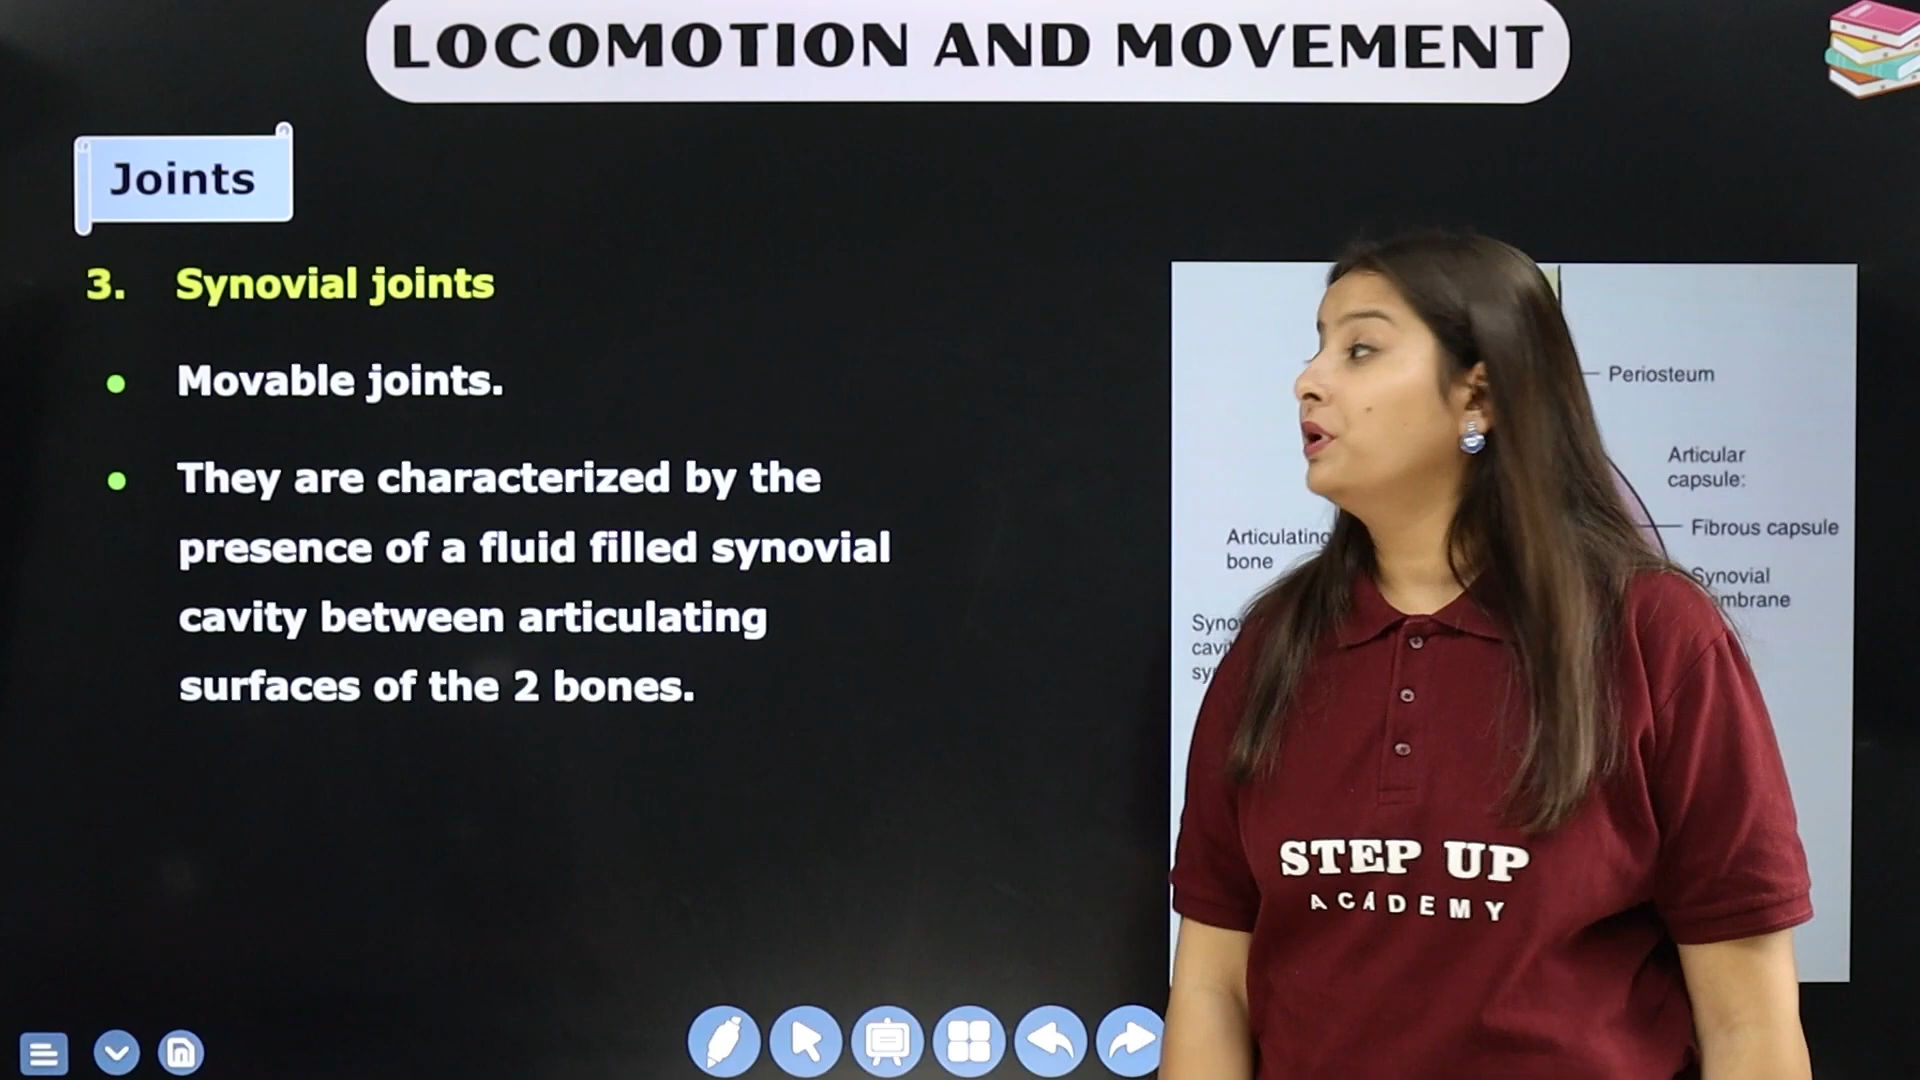 LOCOMOTION AND MOVEMENT
Joints
3. Synovial joints
• Movable joints.
• They are characterized by the
presence of a fluid filled synovial
cavity between articulating
surfaces of the 2 bones.
Periosteum
Articular
capsule:
Fibrous capsule
Synovial
Articulating
bone
STEP UP
ACADEMY